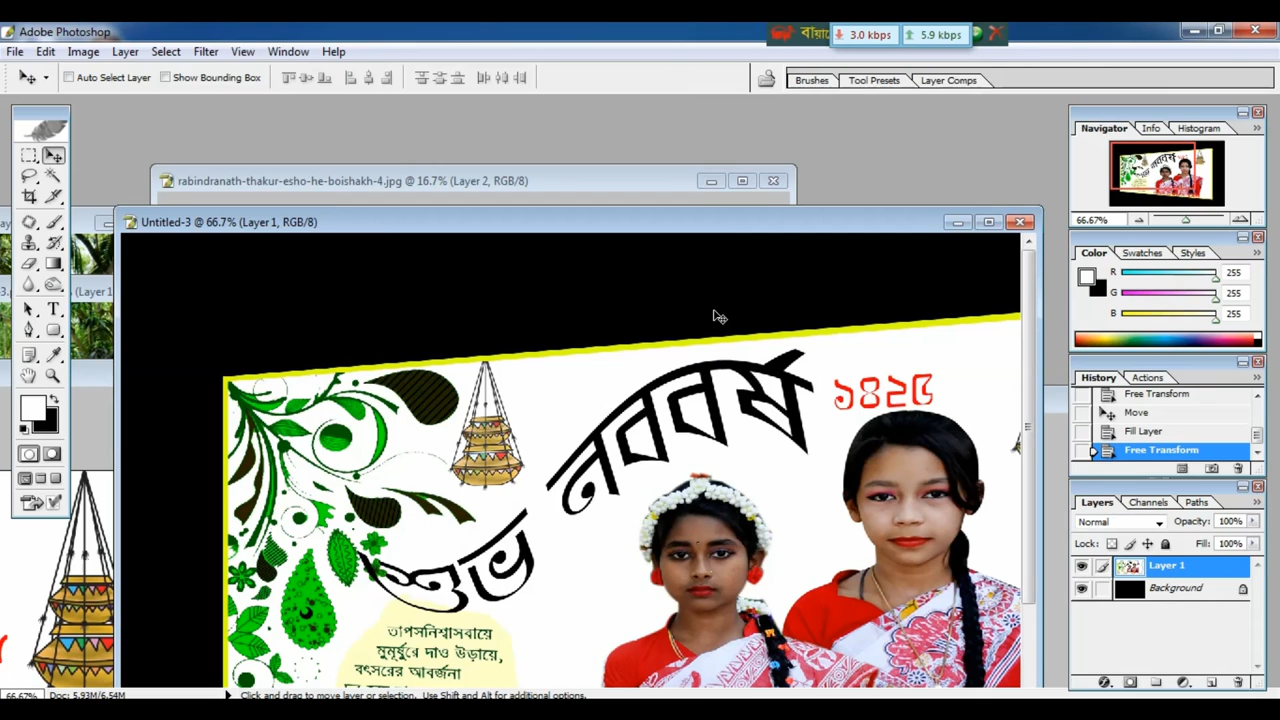 Adobe Photoshop
3.0 kbps
5.9 kbps
File Edit Image Layer Select Filter View Window Help
Auto Select Layer Show Bounding Box
Brushes Tool Presets Layer Comps
Navigator Info Histogram
66.67%
rabindranath-thakur-esho-he-boishakh-4.jpg @ 16.7% (Layer 2, RGB/8)
Untitled-3 @ 66.7% (Layer 1, RGB/8)
Color Swatches Styles
R 255
G 255
B 255
History Actions
Free Transform
Move
Fill Layer
Free Transform
Layers Channels Paths
Normal Opacity: 100%
Lock: Fill: 100%
Layer 1
Background
শুভ নববর্ষ ১৪২৫
তাপসনিশ্বাসবায়ে
মুমূর্ষুরে দাও উড়ায়ে,
বৎসরের আবর্জনা
66.67% Doc: 5.93M/6.54M Click and drag to move layer or selection. Use Shift and Alt for additional options.